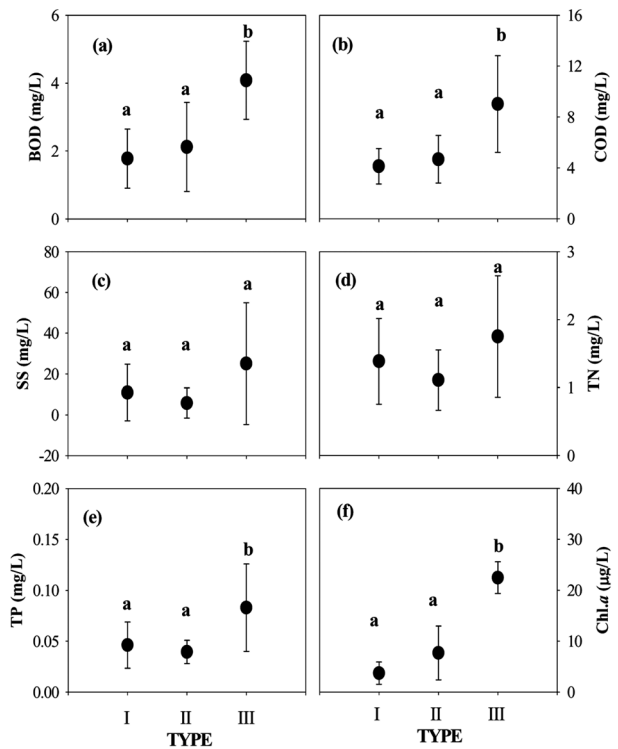 6 (a) b 16 (b) b
4 a a 12 a a
2 8
0 4
BOD (mg/L) 0 COD (mg/L)
80 (c) a 3 (d) a
60 a a a a
40 2
20
0 1
-20 0
SS (mg/L) TN (mg/L)
0.20 (e) b 40 (f) b
0.15 a a 30 a a
0.10 20
0.05 10
0.00 0
TP (mg/L) Chl.a (µg/L)
I II III I II III
TYPE TYPE